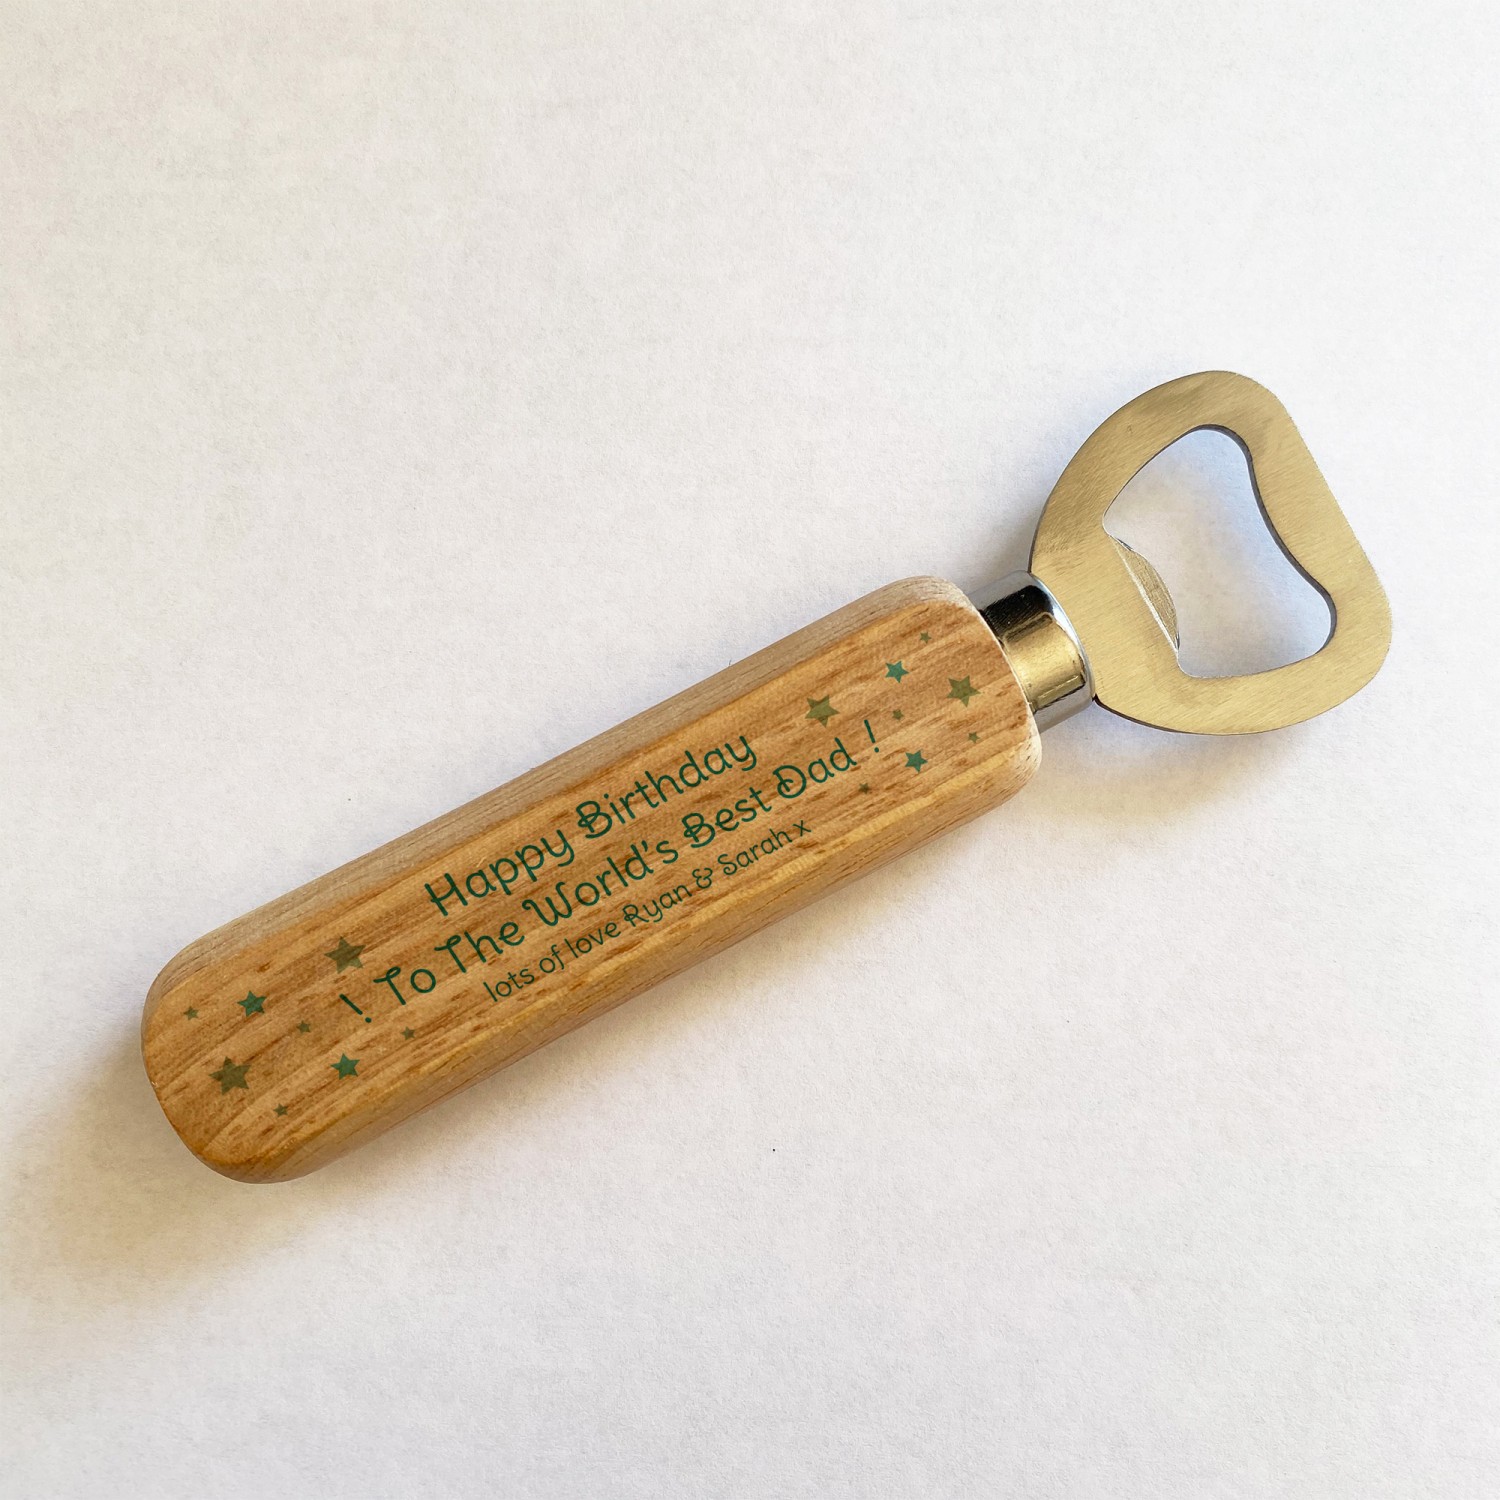 Happy Birthday
! To The World's Best Dad !
lots of love Ryan & Sarah x